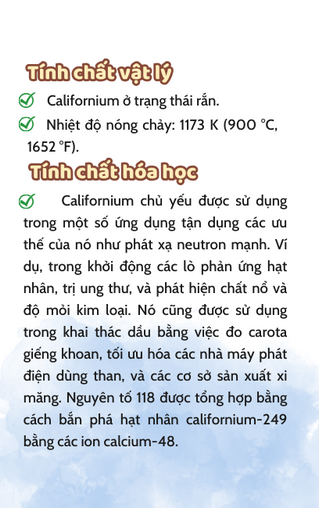 Tính chất vật lý
Californium ở trạng thái rắn.
Nhiệt độ nóng chảy: 1173 K (900 °C,
1652 °F).
Tính chất hóa học
Californium chủ yếu được sử dụng
trong một số ứng dụng tận dụng các ưu
thế của nó như phát xạ neutron mạnh. Ví
dụ, trong khởi động các lò phản ứng hạt
nhân, trị ung thư, và phát hiện chất nổ và
độ mỏi kim loại. Nó cũng được sử dụng
trong khai thác dầu bằng việc đo carota
giếng khoan, tối ưu hóa các nhà máy phát
điện dùng than, và các cơ sở sản xuất xi
măng. Nguyên tố 118 được tổng hợp bằng
cách bắn phá hạt nhân californium-249
bằng các ion calcium-48.